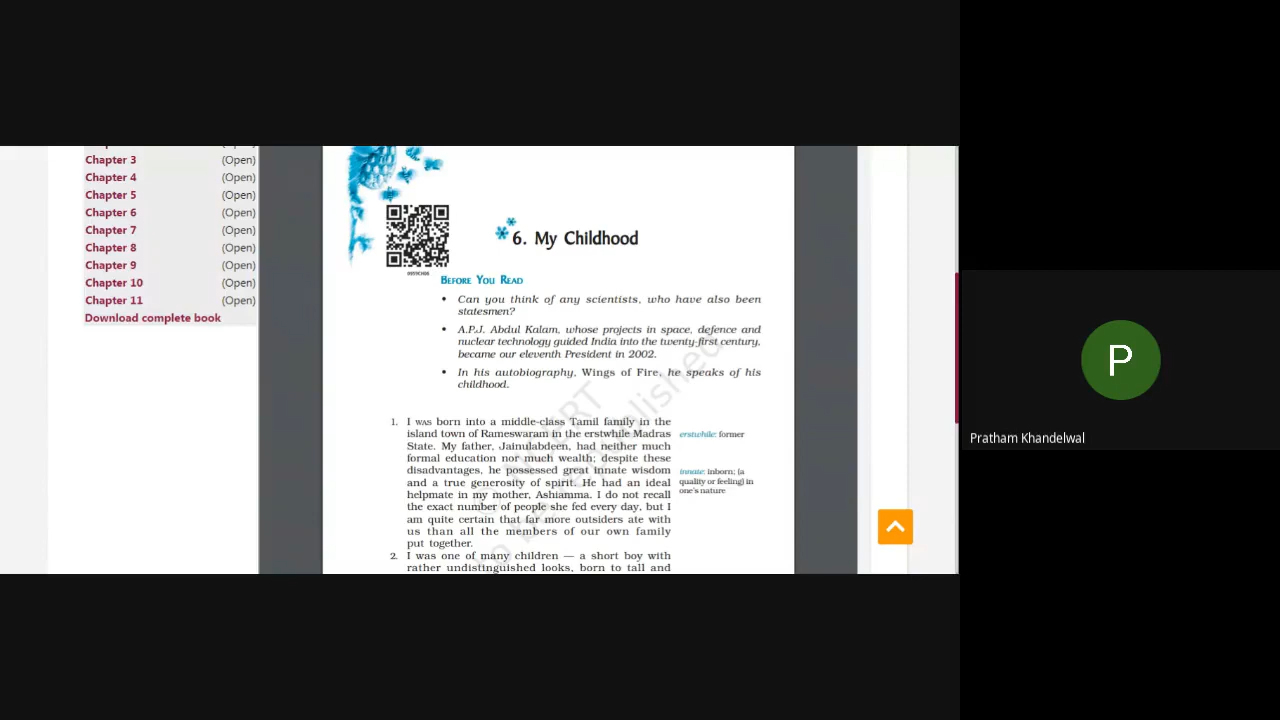 Chapter 3 (Open)
Chapter 4 (Open)
Chapter 5 (Open)
Chapter 6 (Open)
Chapter 7 (Open)
Chapter 8 (Open)
Chapter 9 (Open)
Chapter 10 (Open)
Chapter 11 (Open)
Download complete book
6. My Childhood
BEFORE YOU READ
• Can you think of any scientists, who have also been
statesmen?
• A.P.J. Abdul Kalam, whose projects in space, defence and
nuclear technology guided India into the twenty-first century,
became our eleventh President in 2002.
• In his autobiography, Wings of Fire, he speaks of his
childhood.
1. I WAS born into a middle-class Tamil family in the
island town of Rameswaram in the erstwhile Madras
State. My father, Jainulabdeen, had neither much
formal education nor much wealth; despite these
disadvantages, he possessed great innate wisdom
and a true generosity of spirit. He had an ideal
helpmate in my mother, Ashiamma. I do not recall
the exact number of people she fed every day, but I
am quite certain that far more outsiders ate with
us than all the members of our own family
put together.
2. I was one of many children — a short boy with
rather undistinguished looks, born to tall and
erstwhile: former
innate: inborn; (a
quality or feeling) in
one's nature
P
Pratham Khandelwal